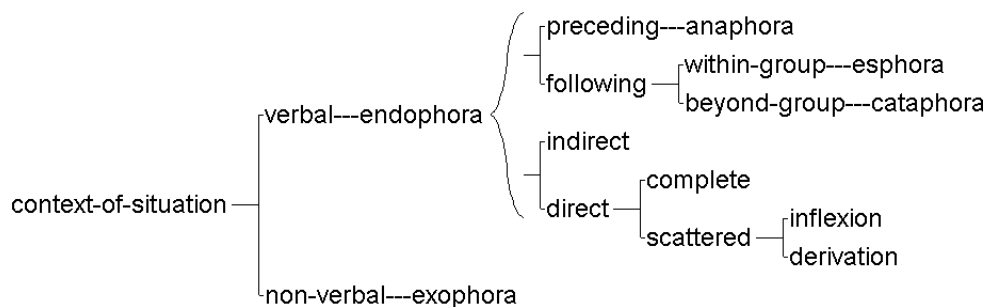 preceding---anaphora
within-group---esphora
following
beyond-group---cataphora
verbal---endophora
indirect
complete
context-of-situation
direct
inflexion
scattered
derivation
non-verbal---exophora